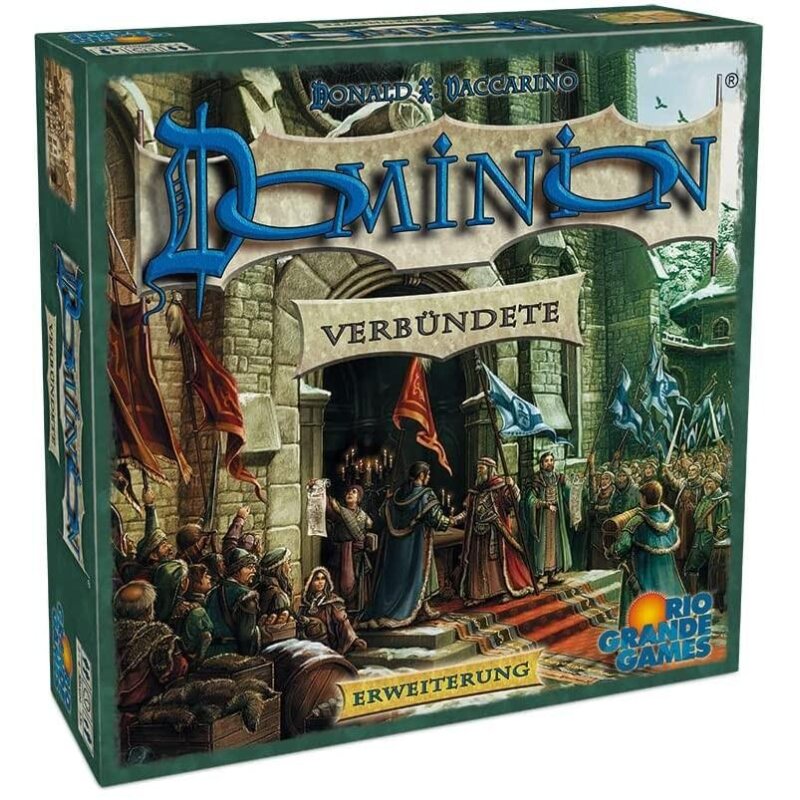 DONALD X. VACCARINO
DOMINION
®
VERBÜNDETE
ERWEITERUNG
RIO
GRANDE
GAMES
DOMINION
VERBÜNDETE